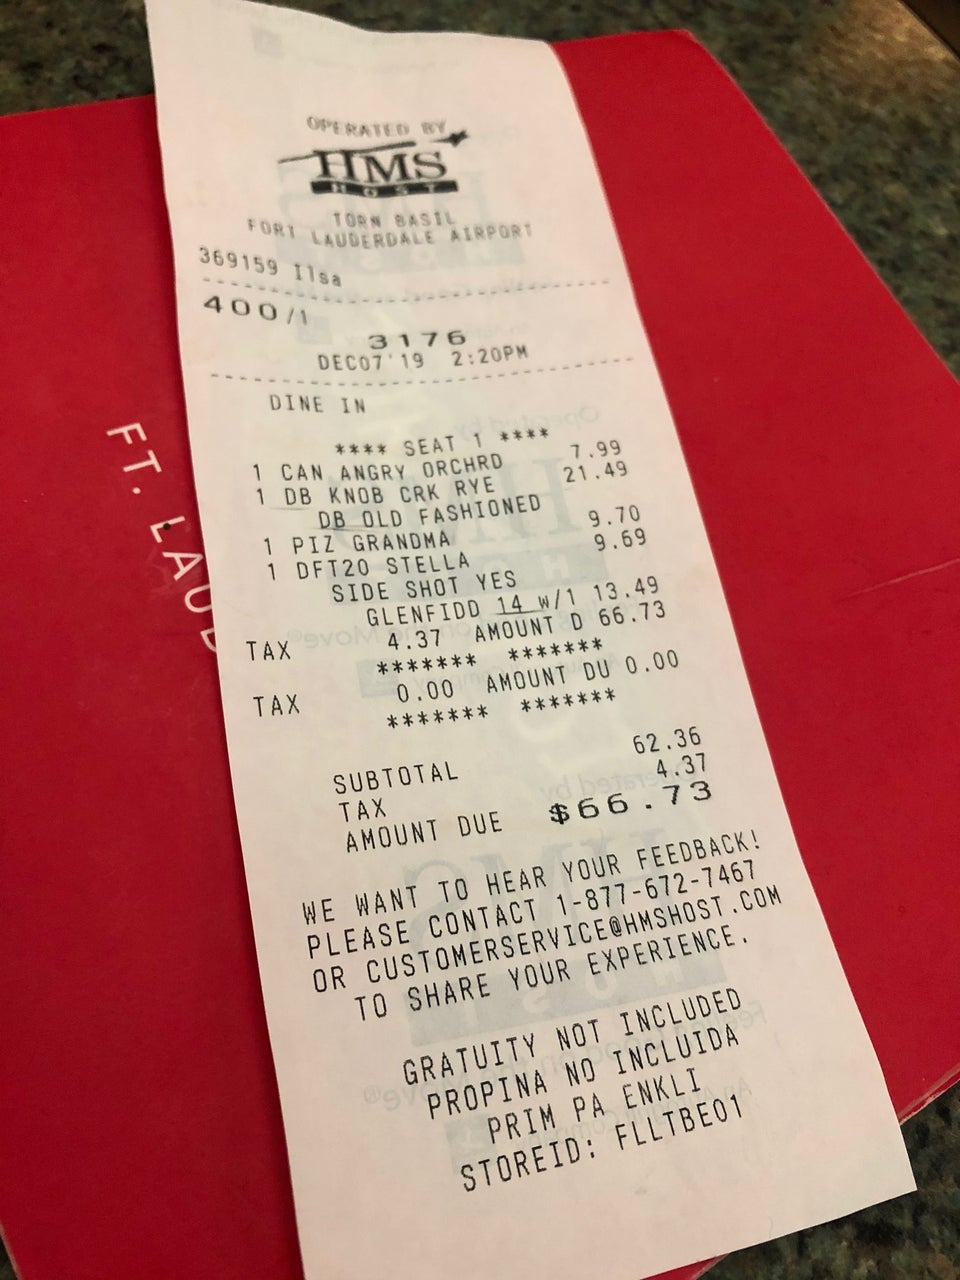 OPERATED BY
HMS
HOST
TORN BASIL
FORT LAUDERDALE AIRPORT
369159 Ilsa
400/1
3176
DEC07'19 2:20PM
DINE IN
**** SEAT 1 ****
1 CAN ANGRY ORCHRD 7.99
1 DB KNOB CRK RYE 21.49
DB OLD FASHIONED
1 PIZ GRANDMA 9.70
1 DFT20 STELLA 9.69
SIDE SHOT YES
GLENFIDD 14 w/1 13.49
TAX 4.37 AMOUNT D 66.73
******* *******
TAX 0.00 AMOUNT DU 0.00
******* *******
SUBTOTAL 62.36
TAX 4.37
AMOUNT DUE $66.73
WE WANT TO HEAR YOUR FEEDBACK!
PLEASE CONTACT 1-877-672-7467
OR CUSTOMERSERVICE@HMSHOST.COM
TO SHARE YOUR EXPERIENCE.
GRATUITY NOT INCLUDED
PROPINA NO INCLUIDA
PRIM PA ENKLI
STOREID: FLLTBE01
FT. LAUD